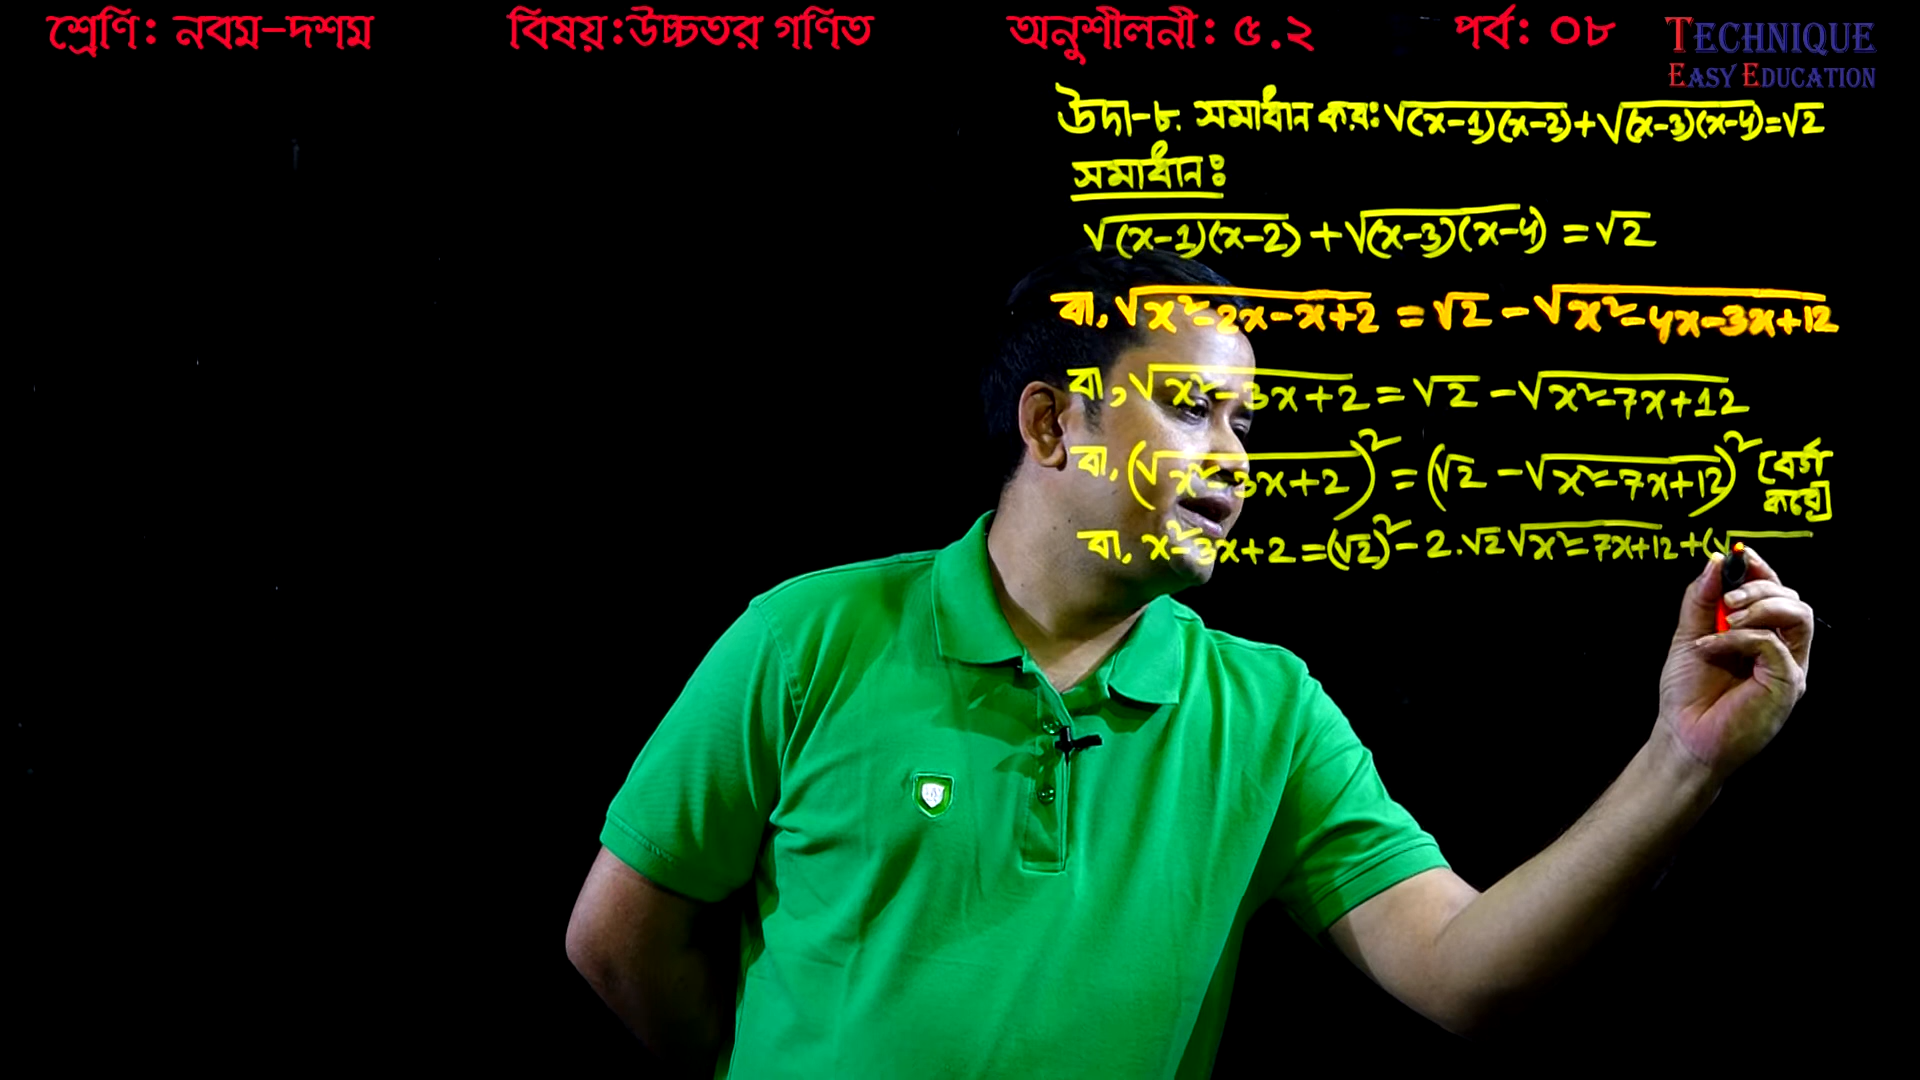 শ্রেণি: নবম-দশম বিষয়:উচ্চতর গণিত অনুশীলনী: ৫.২ পর্ব: ০৮
TECHNIQUE
EASY EDUCATION
উদা-৮. সমাধান কর: √(x-1)(x-2) + √(x-3)(x-4) = √2
সমাধান:
√(x-1)(x-2) + √(x-3)(x-4) = √2
বা, √x²-2x-x+2 = √2 - √x²-4x-3x+12
বা, √x²-3x+2 = √2 - √x²-7x+12
বা, (√x²-3x+2)² = (√2 - √x²-7x+12)² [বর্গ করে]
বা, x²-3x+2 = (√2)² - 2.√2 √x²-7x+12 + (√